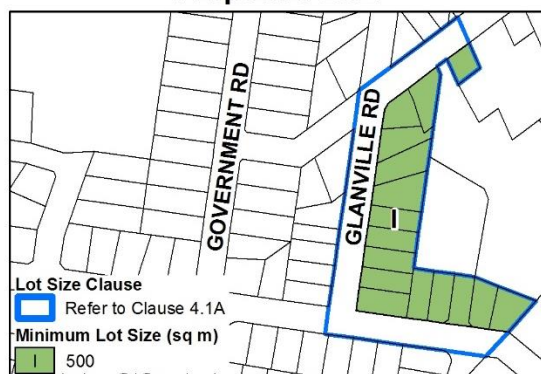 GOVERNMENT RD
GLANVILLE RD
I
Lot Size Clause
Refer to Clause 4.1A
Minimum Lot Size (sq m)
I 500